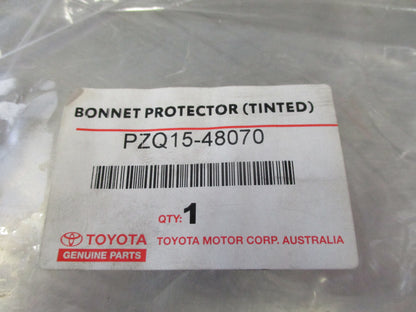 BONNET PROTECTOR (TINTED)
PZQ15-48070
QTY: 1
TOYOTA
GENUINE PARTS
TOYOTA MOTOR CORP. AUSTRALIA